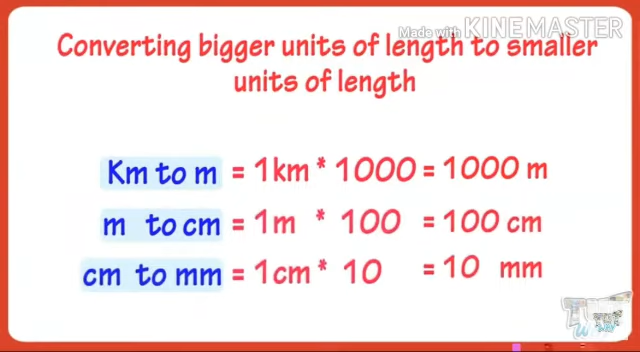 Made with KINEMASTER
Converting bigger units of length to smaller
units of length
Km to m = 1km * 1000 = 1000 m
m to cm = 1m * 100 = 100 cm
cm to mm = 1cm * 10 = 10 mm